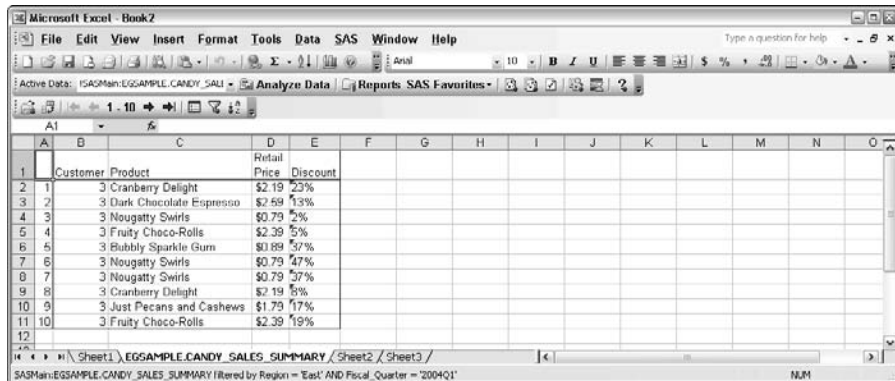 Microsoft Excel - Book2
File Edit View Insert Format Tools Data SAS Window Help Type a question for help
Arial 10 B I U $ % ,
Active Data: !SASMain:EGSAMPLE.CANDY_SALE Analyze Data Reports SAS Favorites
1 - 10
A1 fx
A B C D E F G H I J K L M N O
1 Customer Product Retail Price Discount
2 1 3 Cranberry Delight $2.19 23%
3 2 3 Dark Chocolate Espresso $2.59 13%
4 3 3 Nougatty Swirls $0.79 2%
5 4 3 Fruity Choco-Rolls $2.39 5%
6 5 3 Bubbly Sparkle Gum $0.89 37%
7 6 3 Nougatty Swirls $0.79 47%
8 7 3 Nougatty Swirls $0.79 37%
9 8 3 Cranberry Delight $2.19 8%
10 9 3 Just Pecans and Cashews $1.79 17%
11 10 3 Fruity Choco-Rolls $2.39 19%
12
Sheet1 EGSAMPLE.CANDY_SALES_SUMMARY Sheet2 Sheet3
SASMain:EGSAMPLE.CANDY_SALES_SUMMARY filtered by Region = 'East' AND Fiscal_Quarter = '2004Q1' NUM